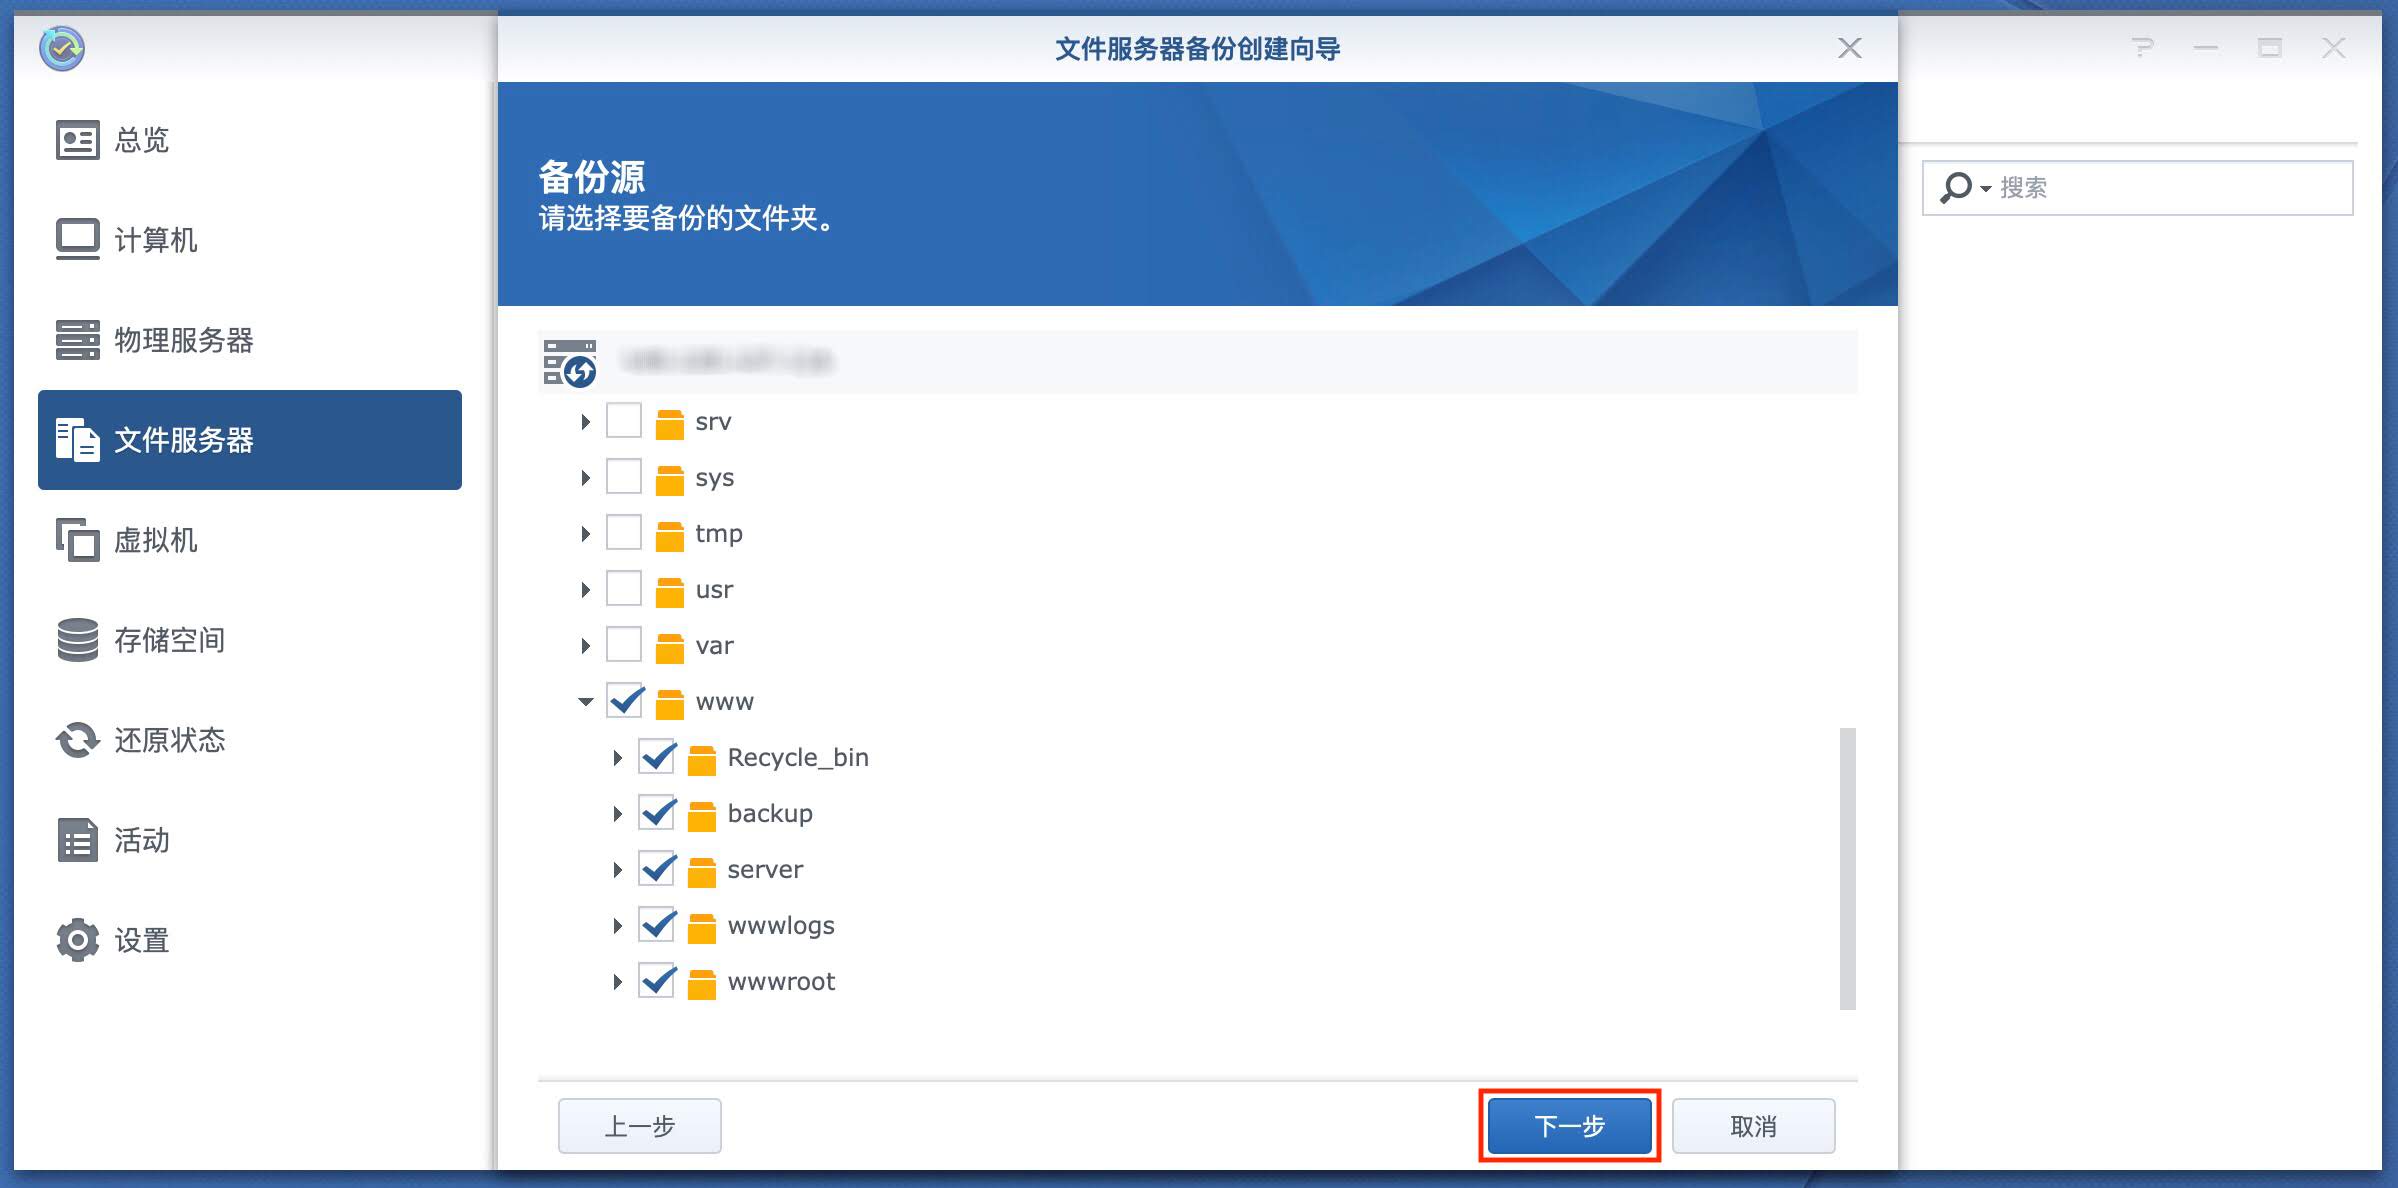 文件服务器备份创建向导
总览
计算机
物理服务器
文件服务器
虚拟机
存储空间
还原状态
活动
设置
备份源
请选择要备份的文件夹。
srv
sys
tmp
usr
var
www
Recycle_bin
backup
server
wwwlogs
wwwroot
上一步
下一步
取消
搜索